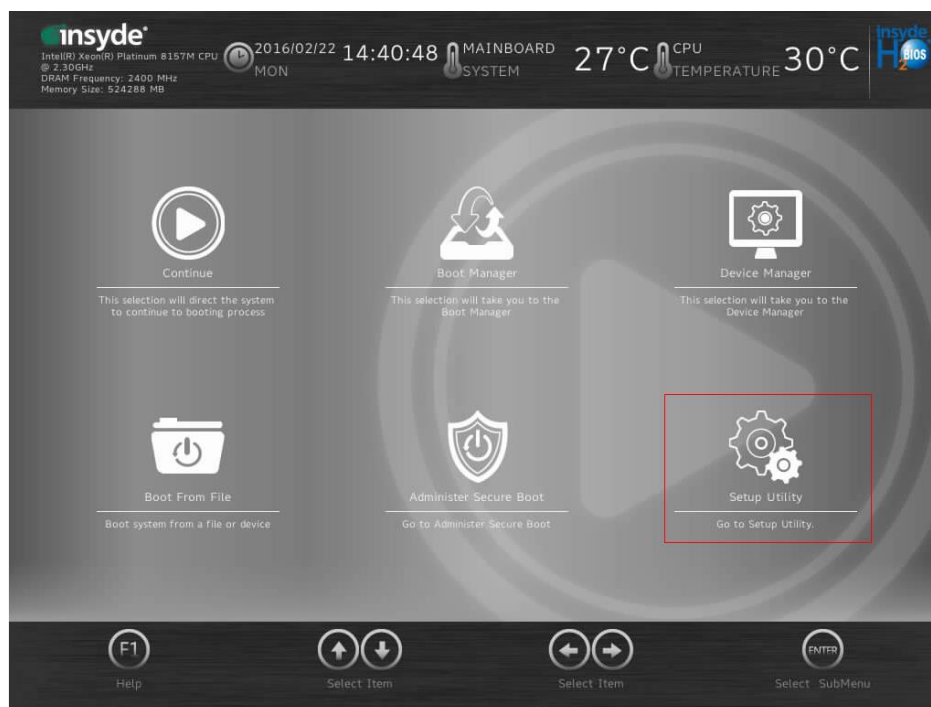 insyde
Intel(R) Xeon(R) Platinum 8157M CPU
@ 2.30GHz
DRAM Frequency: 2400 MHz
Memory Size: 524288 MB
2016/02/22
MON
14:40:48
MAINBOARD
SYSTEM
27°C
CPU
TEMPERATURE
30°C
insyde
H2O BIOS
Continue
This selection will direct the system
to continue to booting process
Boot Manager
This selection will take you to the
Boot Manager
Device Manager
This selection will take you to the
Device Manager
Boot From File
Boot system from a file or device
Administer Secure Boot
Go to Administer Secure Boot
Setup Utility
Go to Setup Utility.
F1
Help
Select Item
Select Item
ENTER
Select SubMenu